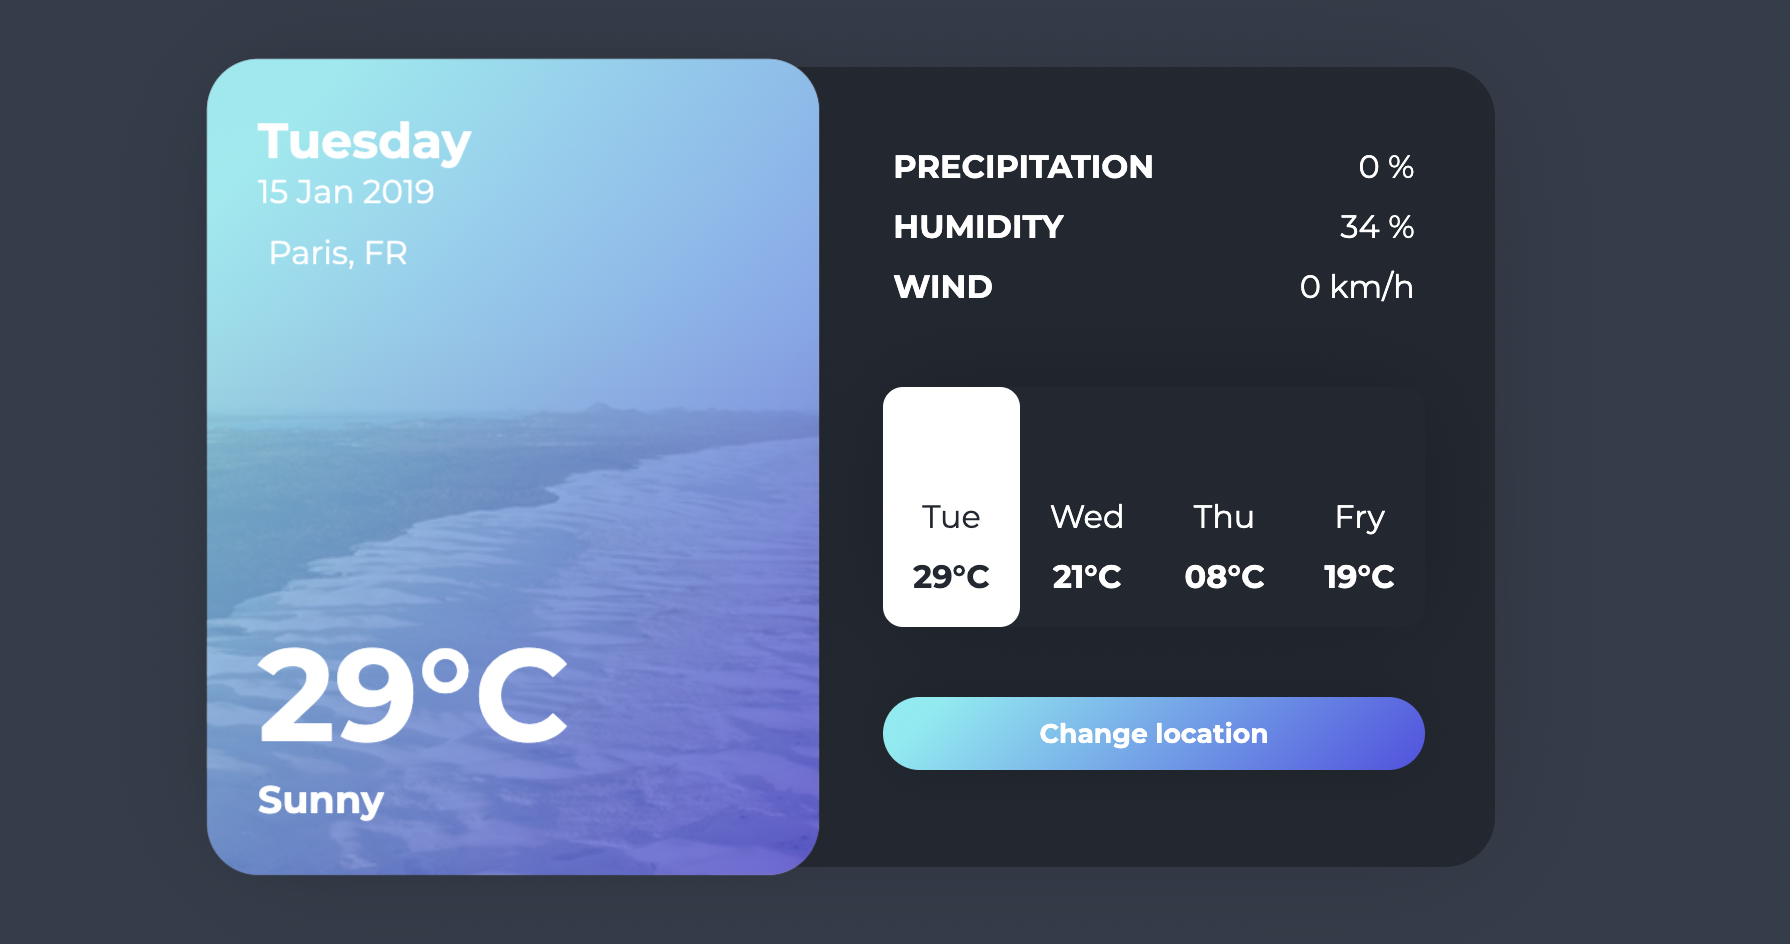 Tuesday
15 Jan 2019
Paris, FR
29°C
Sunny
PRECIPITATION 0 %
HUMIDITY 34 %
WIND 0 km/h
Tue Wed Thu Fry
29°C 21°C 08°C 19°C
Change location